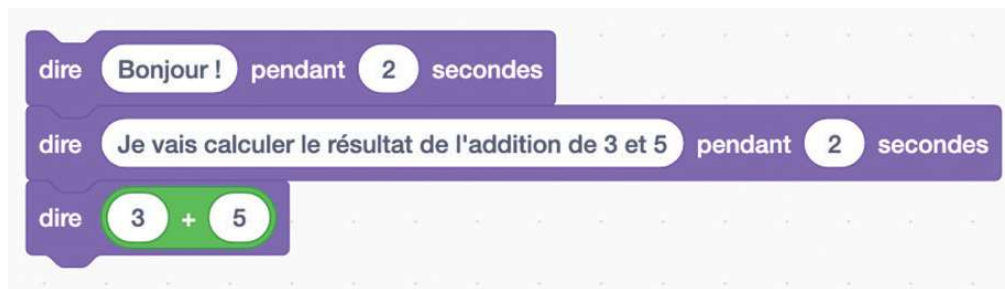 dire Bonjour ! pendant 2 secondes
dire Je vais calculer le résultat de l'addition de 3 et 5 pendant 2 secondes
dire 3 + 5